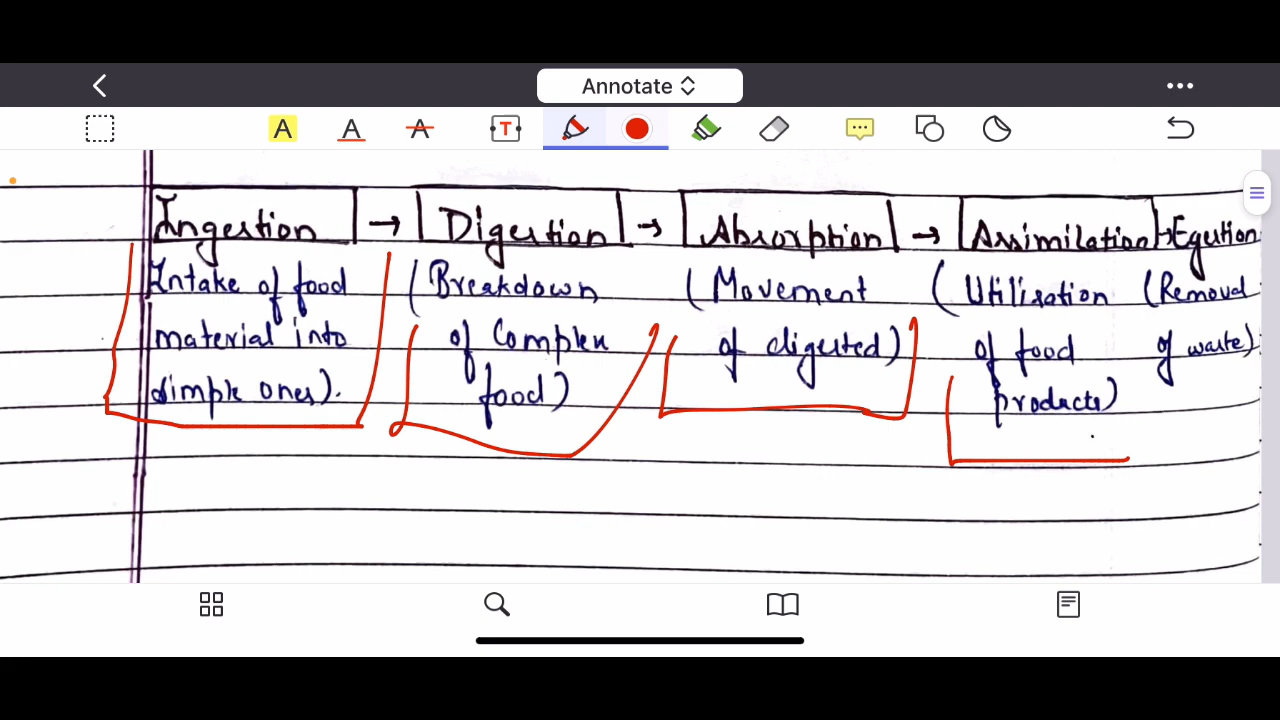 Annotate
A A A T
Ingestion → Digestion → Absorption → Assimilation → Egestion
Intake of food (Breakdown (Movement (Utilisation (Removal
material into of Complex of digested) of food of waste)
simple ones). food) products)